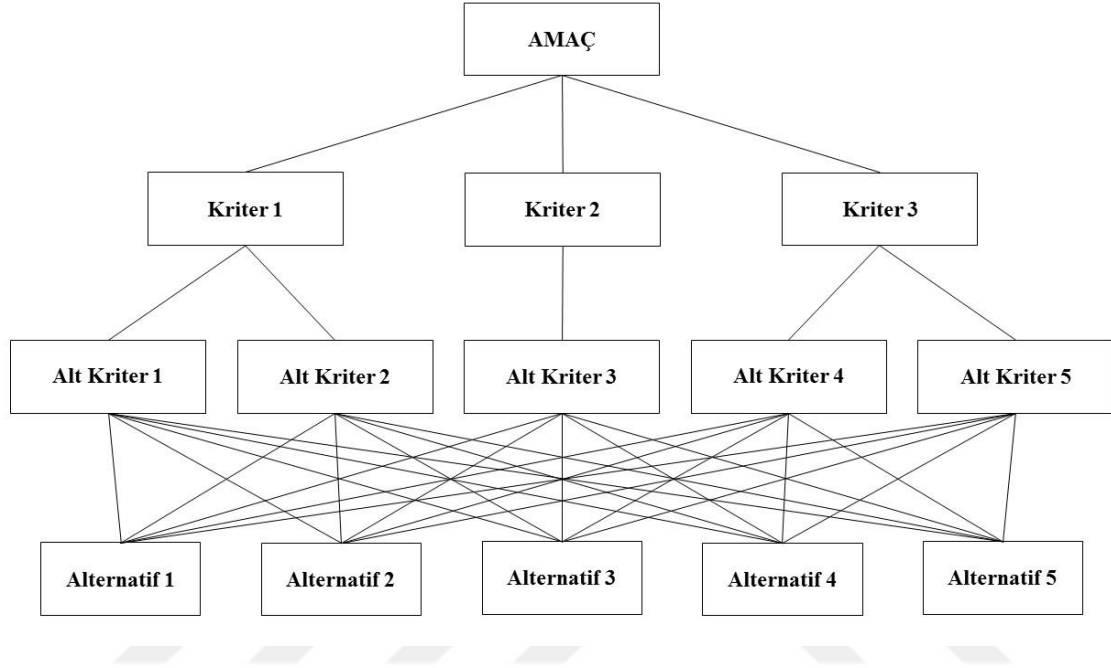 AMAÇ
Kriter 1
Kriter 2
Kriter 3
Alt Kriter 1
Alt Kriter 2
Alt Kriter 3
Alt Kriter 4
Alt Kriter 5
Alternatif 1
Alternatif 2
Alternatif 3
Alternatif 4
Alternatif 5